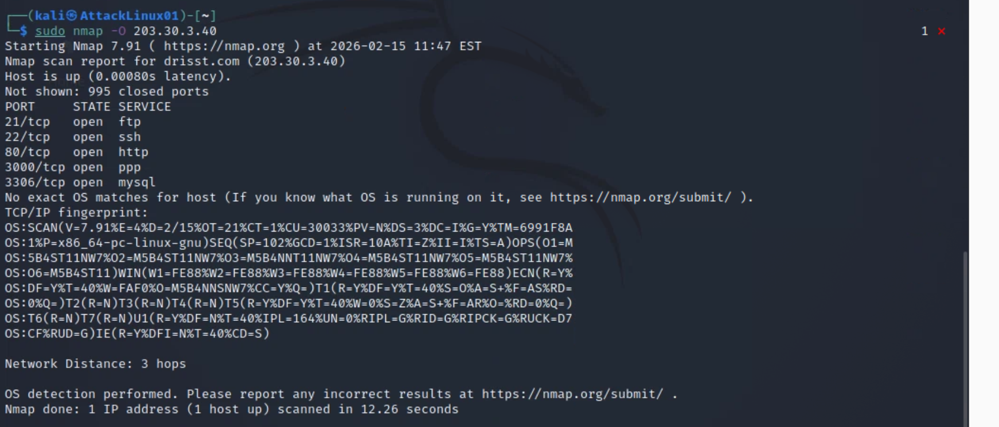 ┌──(kali㉿AttackLinux01)-[~]
└─$ sudo nmap -O 203.30.3.40 1 ⨯
Starting Nmap 7.91 ( https://nmap.org ) at 2026-02-15 11:47 EST
Nmap scan report for drisst.com (203.30.3.40)
Host is up (0.00080s latency).
Not shown: 995 closed ports
PORT     STATE SERVICE
21/tcp   open  ftp
22/tcp   open  ssh
80/tcp   open  http
3000/tcp open  ppp
3306/tcp open  mysql
No exact OS matches for host (If you know what OS is running on it, see https://nmap.org/submit/ ).
TCP/IP fingerprint:
OS:SCAN(V=7.91%E=4%D=2/15%OT=21%CT=1%CU=30033%PV=N%DS=3%DC=I%G=Y%TM=6991F8A
OS:1%P=x86_64-pc-linux-gnu)SEQ(SP=102%GCD=1%ISR=10A%TI=Z%II=I%TS=A)OPS(O1=M
OS:5B4ST11NW7%O2=M5B4ST11NW7%O3=M5B4NNT11NW7%O4=M5B4ST11NW7%O5=M5B4ST11NW7%
OS:O6=M5B4ST11)WIN(W1=FE88%W2=FE88%W3=FE88%W4=FE88%W5=FE88%W6=FE88)ECN(R=Y%
OS:DF=Y%T=40%W=FAF0%O=M5B4NNSNW7%CC=Y%Q=)T1(R=Y%DF=Y%T=40%S=O%A=S+%F=AS%RD=
OS:0%Q=)T2(R=N)T3(R=N)T4(R=N)T5(R=Y%DF=Y%T=40%W=0%S=Z%A=S+%F=AR%O=%RD=0%Q=)
OS:T6(R=N)T7(R=N)U1(R=Y%DF=N%T=40%IPL=164%UN=0%RIPL=G%RID=G%RIPCK=G%RUCK=D7
OS:CF%RUD=G)IE(R=Y%DFI=N%T=40%CD=S)

Network Distance: 3 hops

OS detection performed. Please report any incorrect results at https://nmap.org/submit/ .
Nmap done: 1 IP address (1 host up) scanned in 12.26 seconds